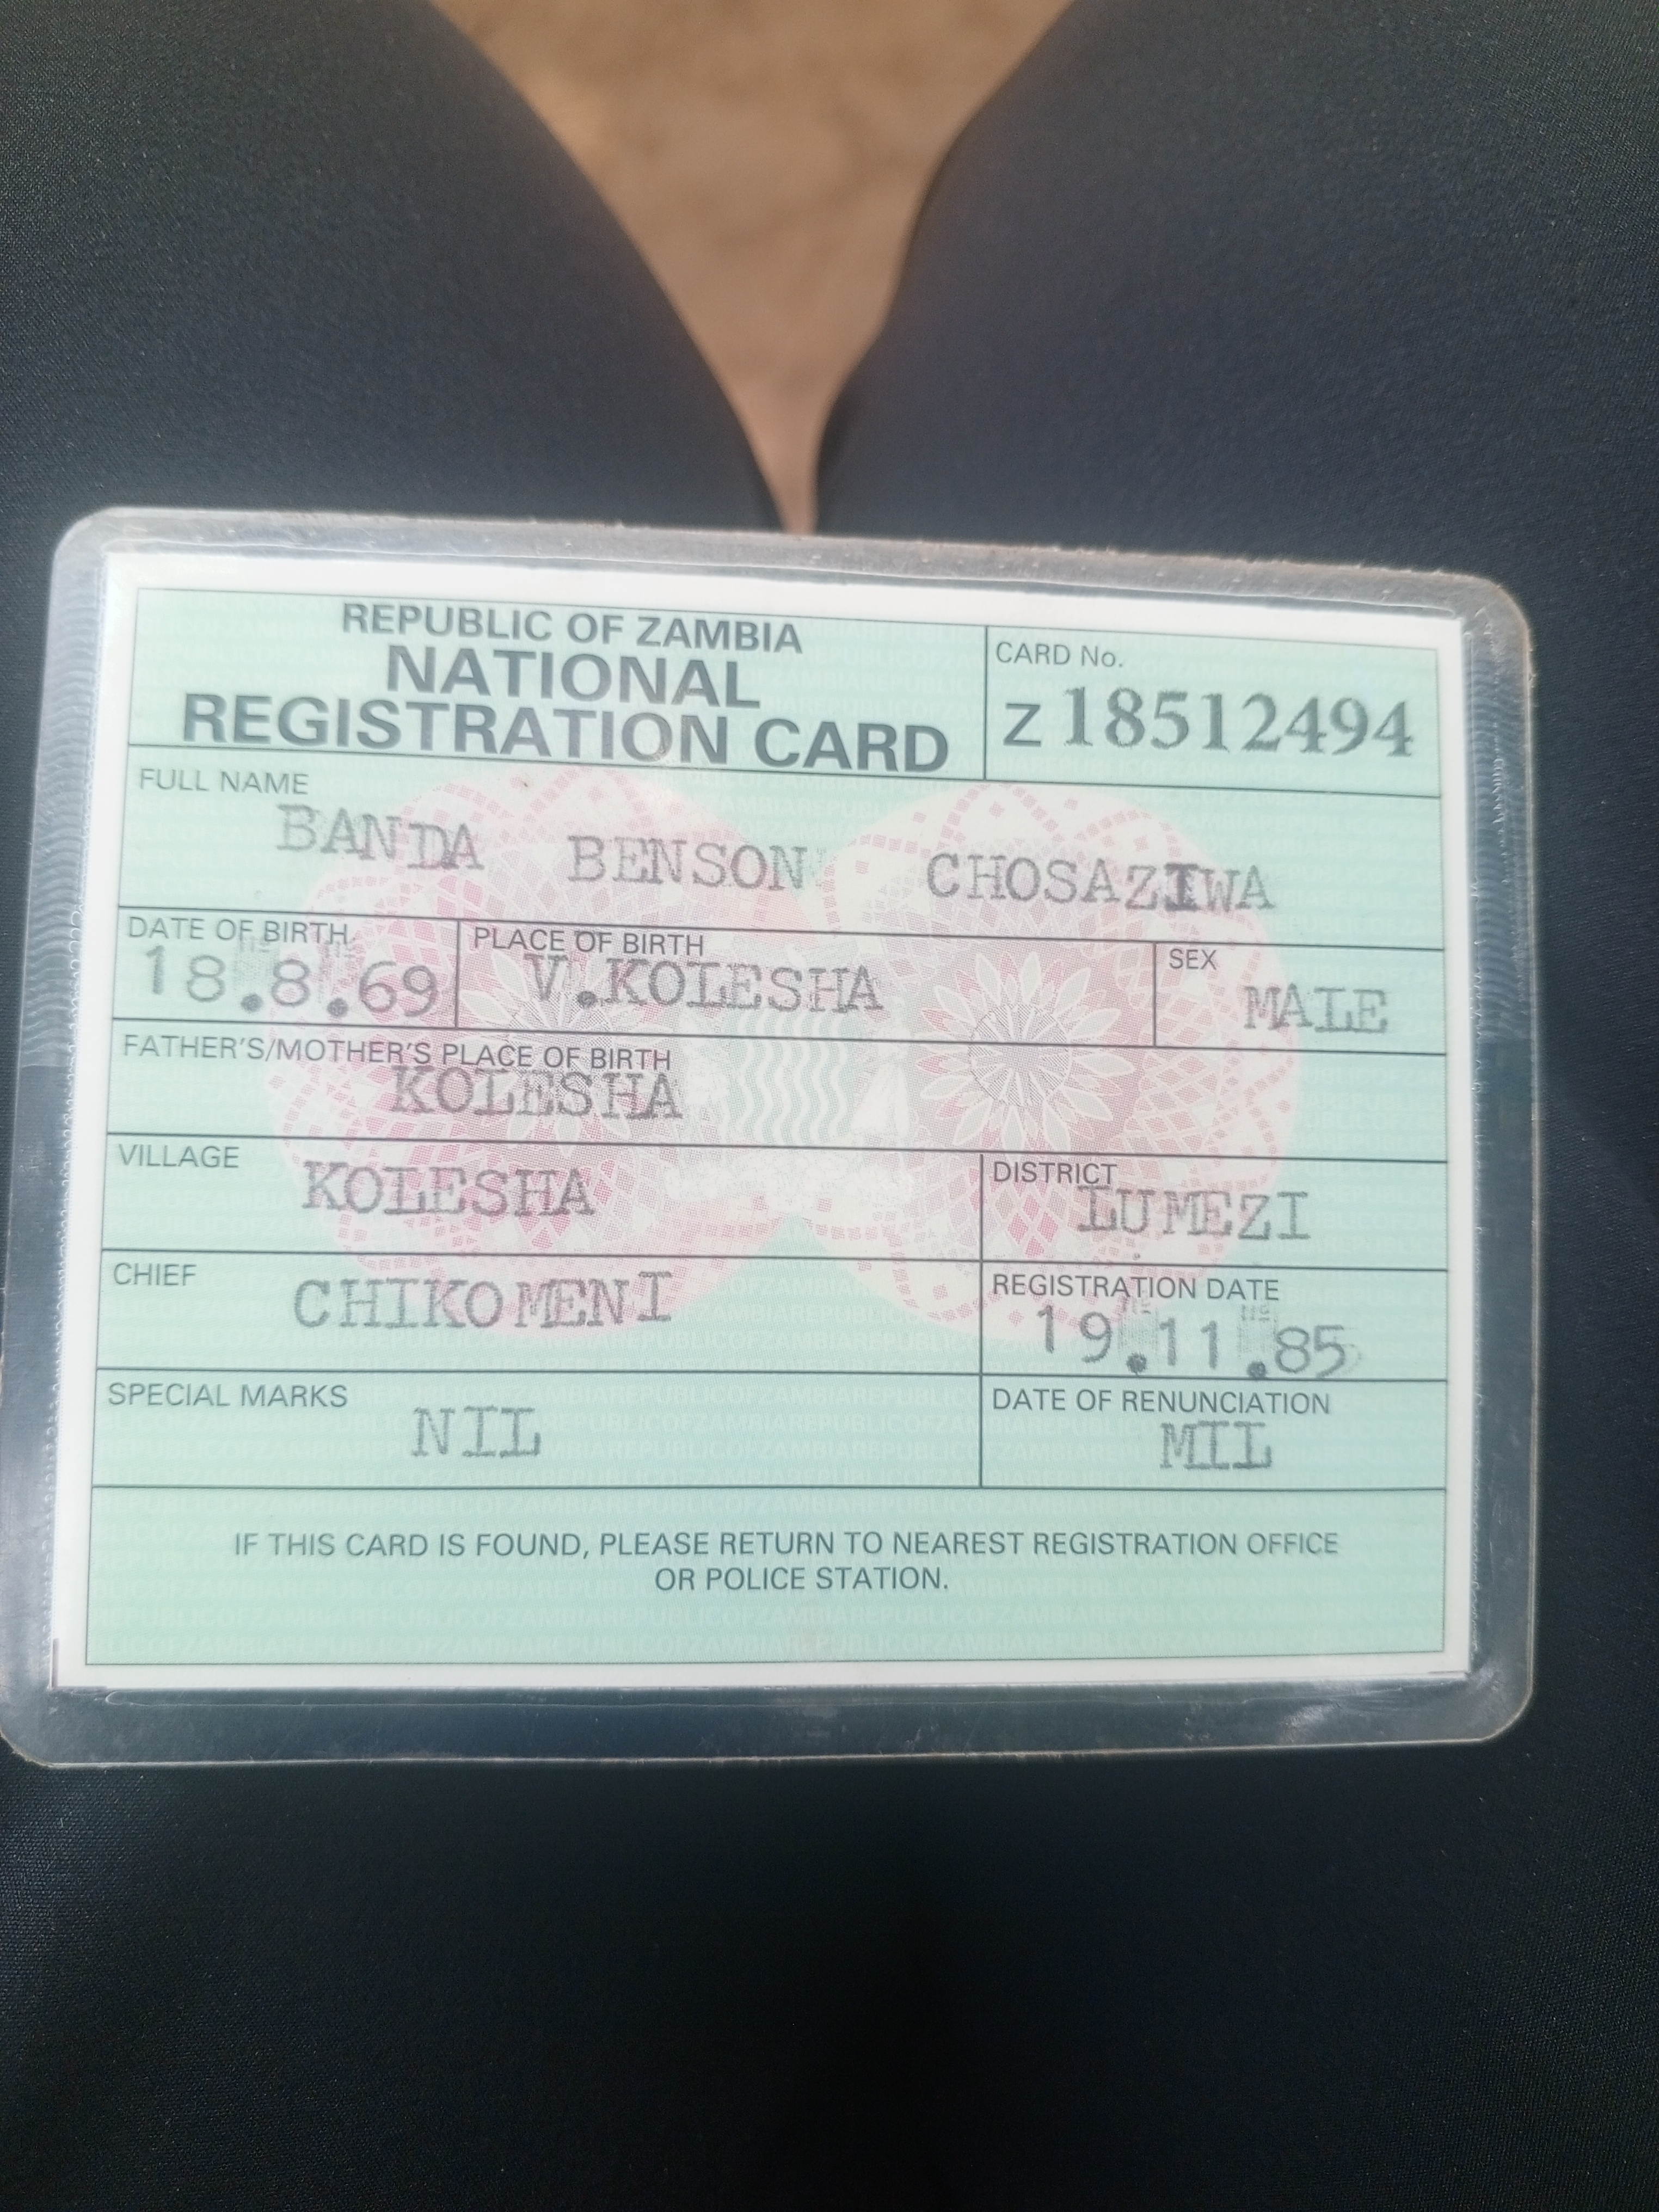 REPUBLIC OF ZAMBIA
NATIONAL
REGISTRATION CARD
CARD No.
Z 18512494
FULL NAME
BANDA BENSON CHOSAZIWA
DATE OF BIRTH
18.8.69
PLACE OF BIRTH
V.KOLESHA
SEX
MALE
FATHER'S/MOTHER'S PLACE OF BIRTH
KOLESHA
VILLAGE
KOLESHA
DISTRICT
LUMEZI
CHIEF
CHIKOMENI
REGISTRATION DATE
19.11.85
SPECIAL MARKS
NIL
DATE OF RENUNCIATION
MIL
IF THIS CARD IS FOUND, PLEASE RETURN TO NEAREST REGISTRATION OFFICE
OR POLICE STATION.